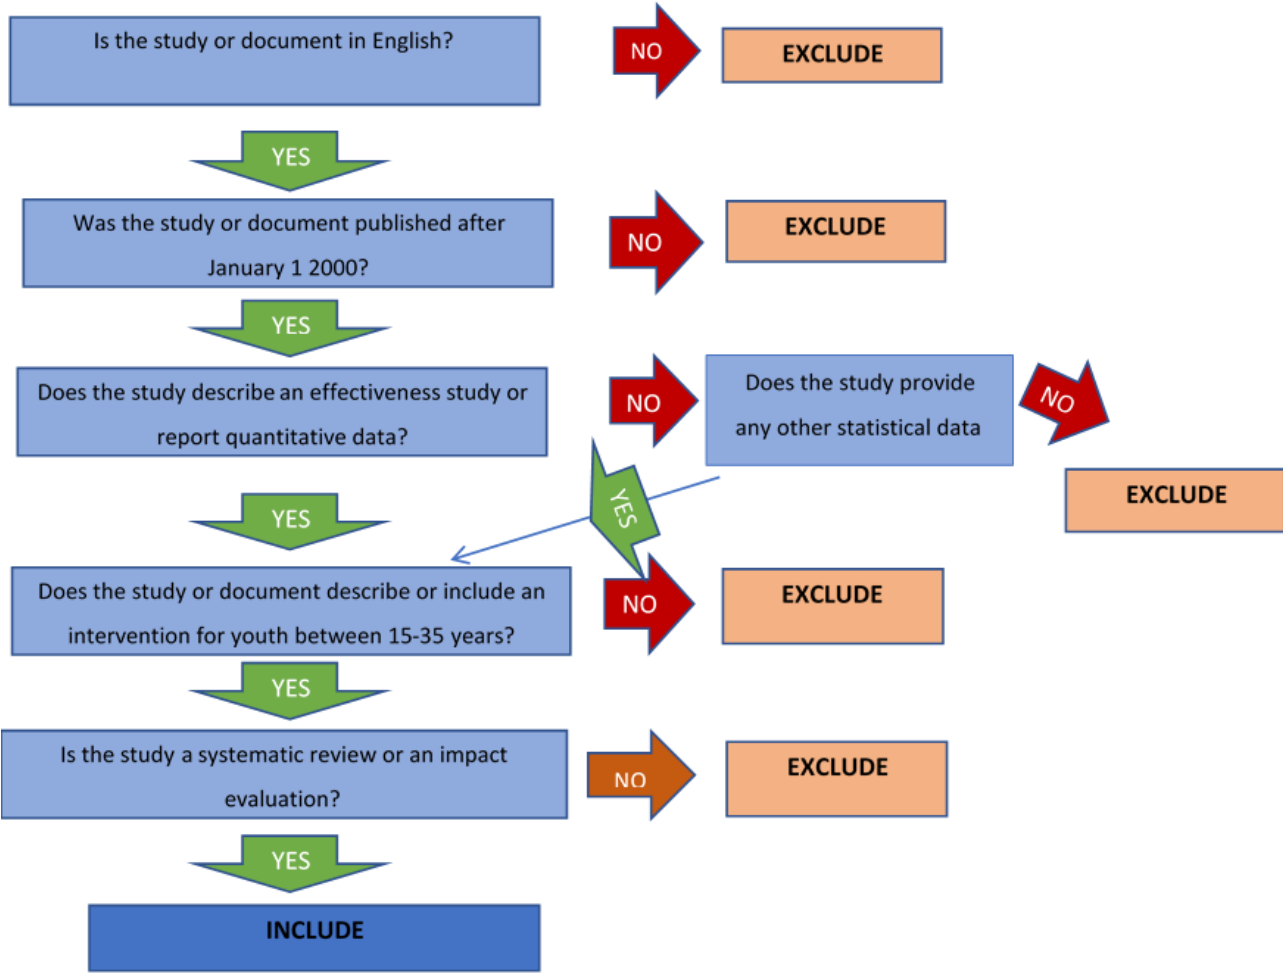 Is the study or document in English?
NO
EXCLUDE
YES
Was the study or document published after
January 1 2000?
NO
EXCLUDE
YES
Does the study describe an effectiveness study or
report quantitative data?
NO
Does the study provide
any other statistical data
NO
EXCLUDE
YES
YES
Does the study or document describe or include an
intervention for youth between 15-35 years?
NO
EXCLUDE
YES
Is the study a systematic review or an impact
evaluation?
NO
EXCLUDE
YES
INCLUDE